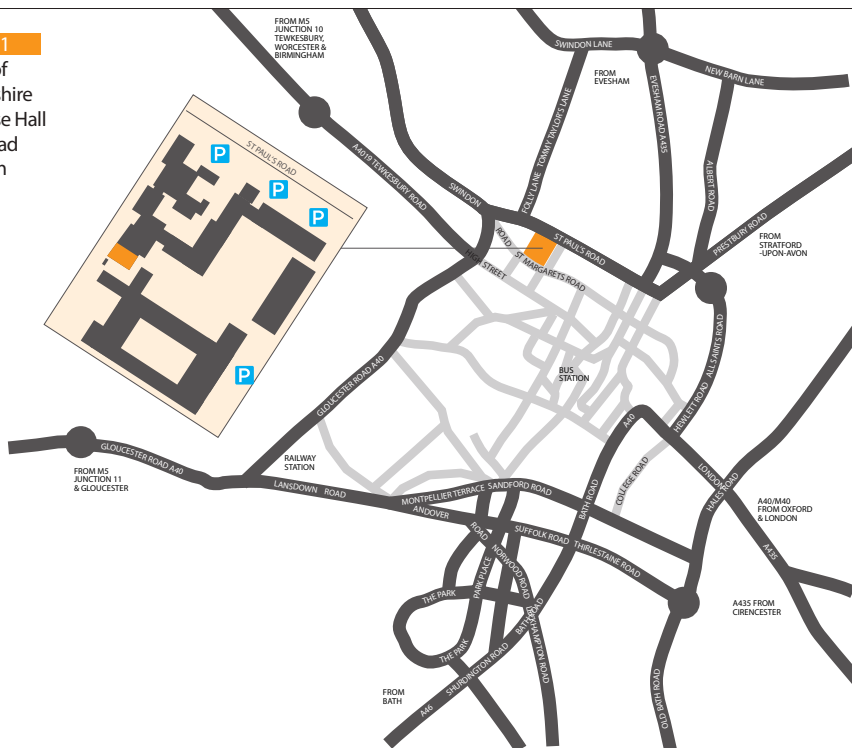 1
of
shire
se Hall
ad
m
FROM M5
JUNCTION 10
TEWKESBURY,
WORCESTER &
BIRMINGHAM
SWINDON LANE
FROM
EVESHAM
NEW BARN LANE
EVESHAM ROAD A435
FOLLY LANE TOMMY TAYLOR'S LANE
ALBERT ROAD
A4019 TEWKESBURY ROAD
ST PAUL'S ROAD
P
P
P
P
SWINDON
ROAD
ST PAUL'S ROAD
ST MARGARETS ROAD
HIGH STREET
PRESTBURY ROAD
FROM
STRATFORD
-UPON-AVON
ALL SAINTS ROAD
HEWLETT ROAD
BUS
STATION
GLOUCESTER ROAD A40
A40
GLOUCESTER ROAD A40
FROM M5
JUNCTION 11
& GLOUCESTER
RAILWAY
STATION
LANSDOWN ROAD
MONTPELLIER TERRACE SANDFORD ROAD
ANDOVER
ROAD
BATH ROAD
COLLEGE ROAD
LONDON
HALES ROAD
A40/M40
FROM OXFORD
& LONDON
A435
SUFFOLK ROAD THIRLESTAINE ROAD
NORWOOD ROAD
PARK PLACE
THE PARK
THE PARK
BATH ROAD
LECKHAMPTON ROAD
A46 SHURDINGTON ROAD
FROM
BATH
A435 FROM
CIRENCESTER
OLD BATH ROAD